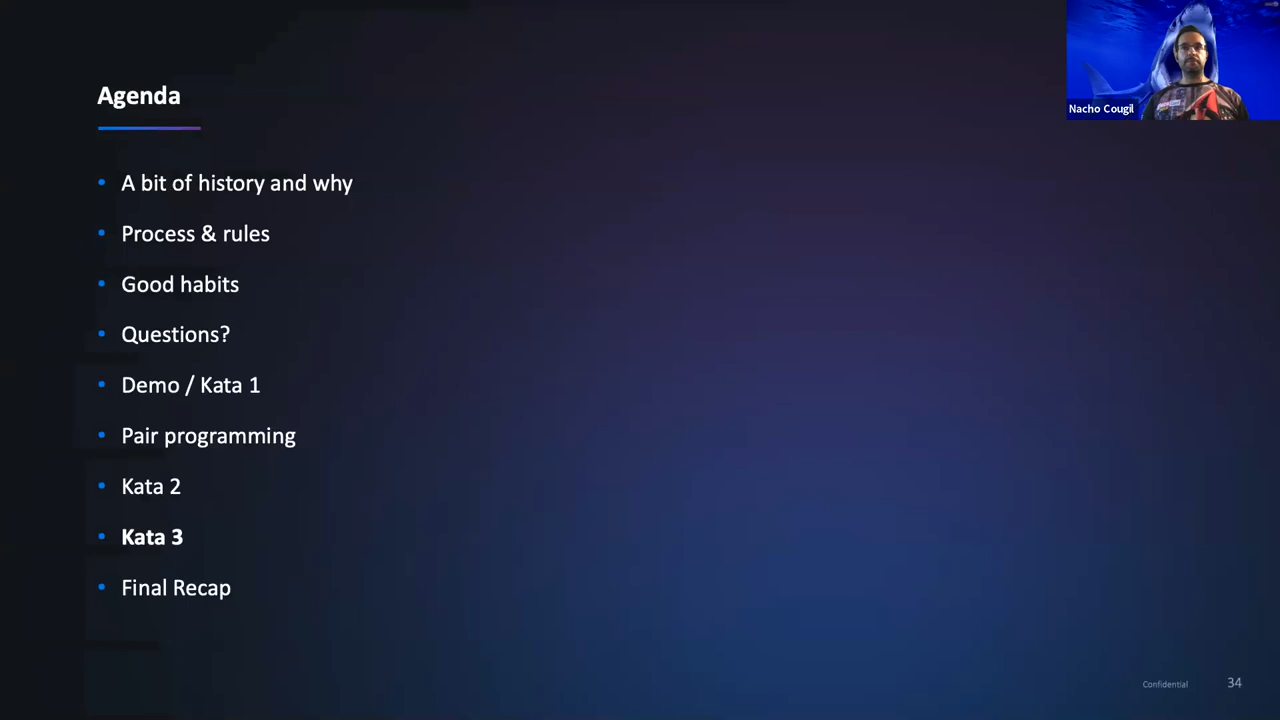 Agenda
Nacho Cougil
• A bit of history and why
• Process & rules
• Good habits
• Questions?
• Demo / Kata 1
• Pair programming
• Kata 2
• Kata 3
• Final Recap
Confidential
34